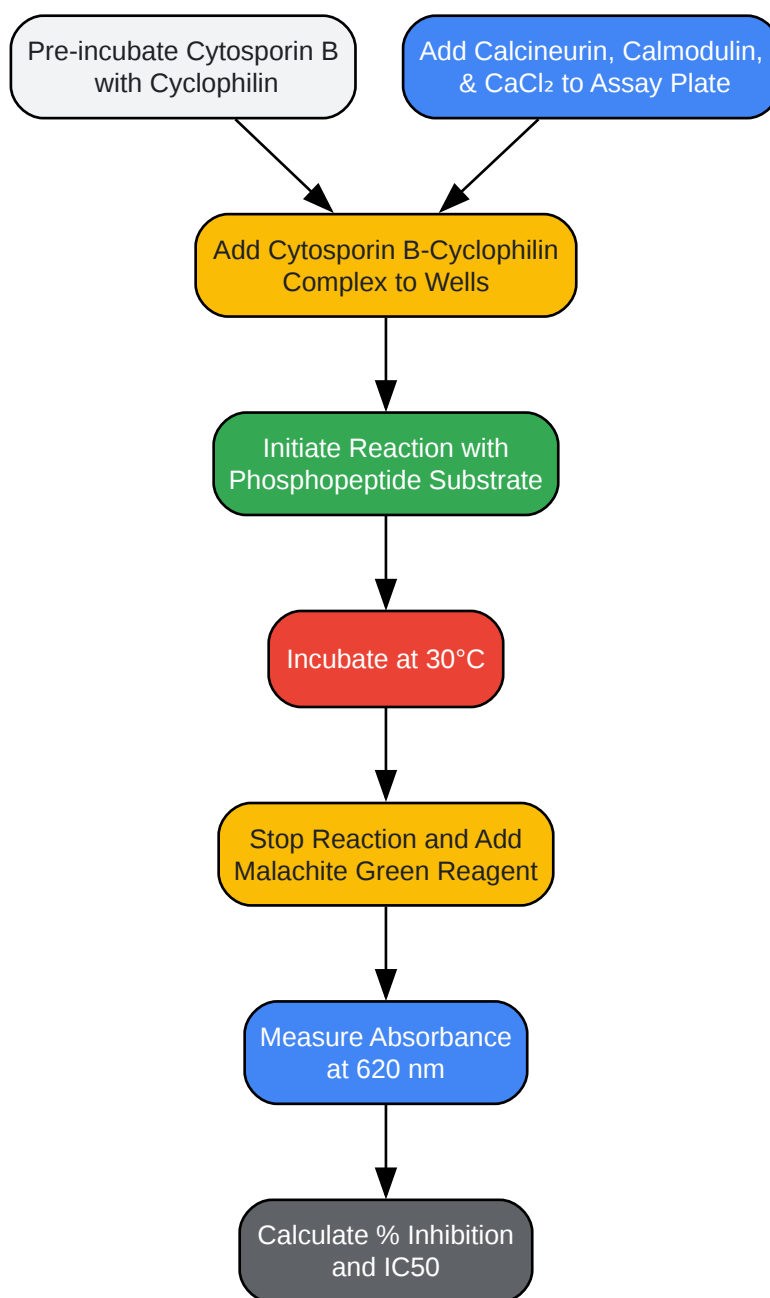 Pre-incubate Cytosporin B
with Cyclophilin
Add Calcineurin, Calmodulin,
& CaCl₂ to Assay Plate
Add Cytosporin B-Cyclophilin
Complex to Wells
Initiate Reaction with
Phosphopeptide Substrate
Incubate at 30°C
Stop Reaction and Add
Malachite Green Reagent
Measure Absorbance
at 620 nm
Calculate % Inhibition
and IC50